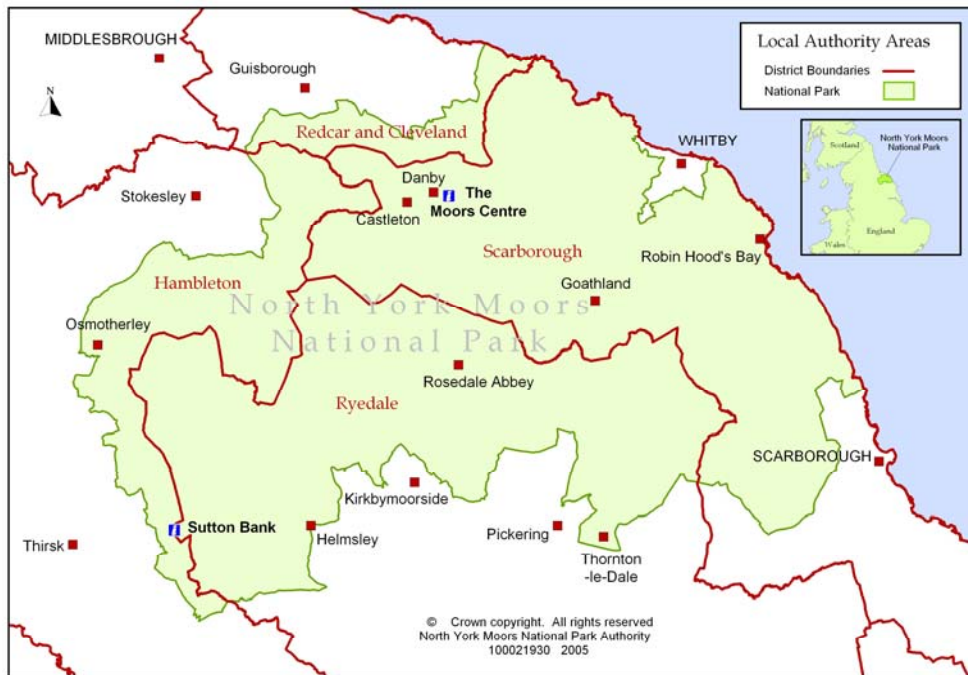 MIDDLESBROUGH
Guisborough
N
Redcar and Cleveland
WHITBY
Stokesley
Danby
The
Moors Centre
Castleton
Scarborough
Robin Hood's Bay
Hambleton
Goathland
North York Moors
National Park
Osmotherley
Rosedale Abbey
Ryedale
SCARBOROUGH
Kirkbymoorside
Sutton Bank
Helmsley
Pickering
Thirsk
Thornton
-le-Dale
© Crown copyright. All rights reserved
North York Moors National Park Authority
100021930 2005
Local Authority Areas
District Boundaries
National Park
North York Moors
National Park
Scotland
England
Wales
i
i